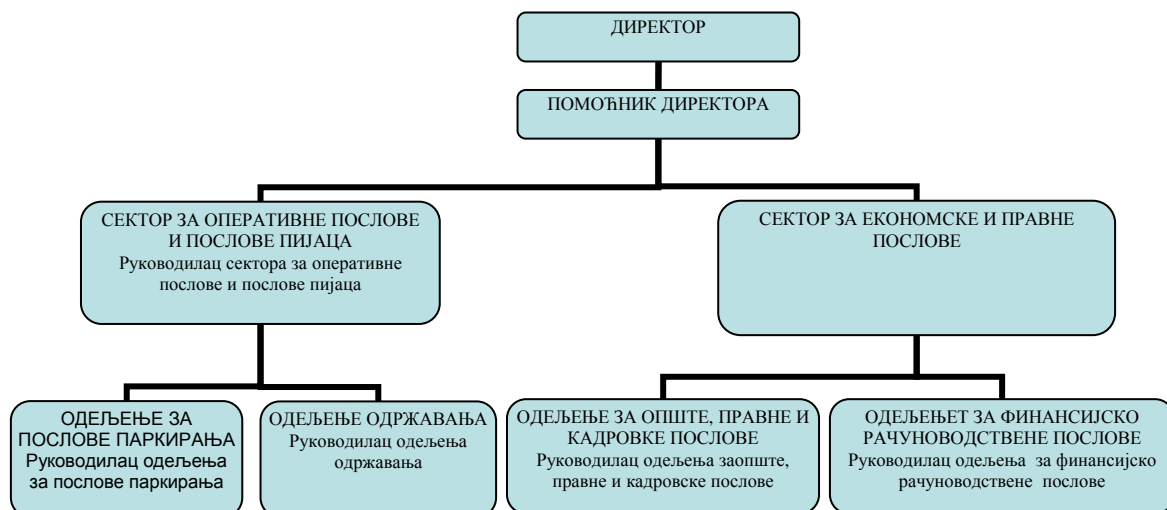 ДИРЕКТОР
ПОМОЋНИК ДИРЕКТОРА
СЕКТОР ЗА ОПЕРАТИВНЕ ПОСЛОВЕ
И ПОСЛОВЕ ПИЈАЦА
Руководилац сектора за оперативне
послове и послове пијаца
СЕКТОР ЗА ЕКОНОМСКЕ И ПРАВНЕ
ПОСЛОВЕ
ОДЕЉЕЊЕ ЗА
ПОСЛОВЕ ПАРКИРАЊА
Руководилац одељења
за послове паркирања
ОДЕЉЕЊЕ ОДРЖАВАЊА
Руководилац одељења
одржавања
ОДЕЉЕЊЕ ЗА ОПШТЕ, ПРАВНЕ И
КАДРОВКЕ ПОСЛОВЕ
Руководилац одељења заопште,
правне и кадровске послове
ОДЕЉЕЊЕТ ЗА ФИНАНСИЈСКО
РАЧУНОВОДСТВЕНЕ ПОСЛОВЕ
Руководилац одељења за финансијско
рачуноводствене послове